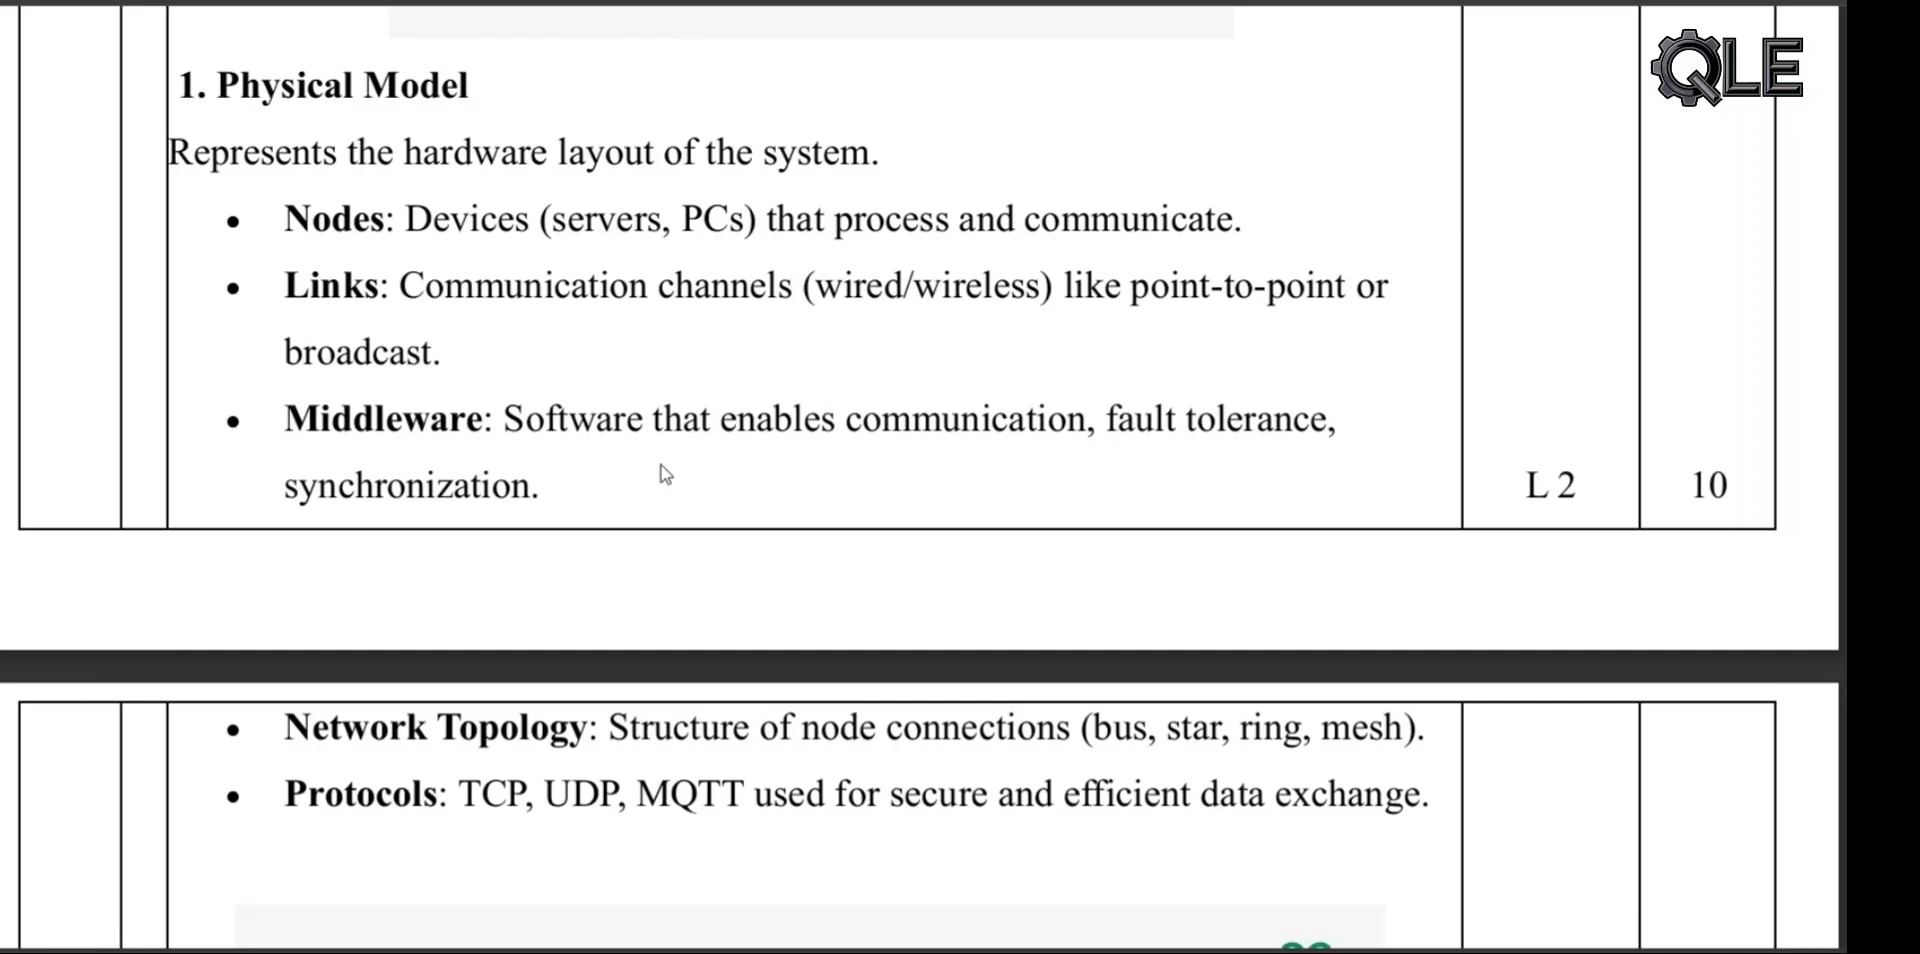 QLE
1. Physical Model
Represents the hardware layout of the system.
• Nodes: Devices (servers, PCs) that process and communicate.
• Links: Communication channels (wired/wireless) like point-to-point or
broadcast.
• Middleware: Software that enables communication, fault tolerance,
synchronization.
L 2
10
• Network Topology: Structure of node connections (bus, star, ring, mesh).
• Protocols: TCP, UDP, MQTT used for secure and efficient data exchange.